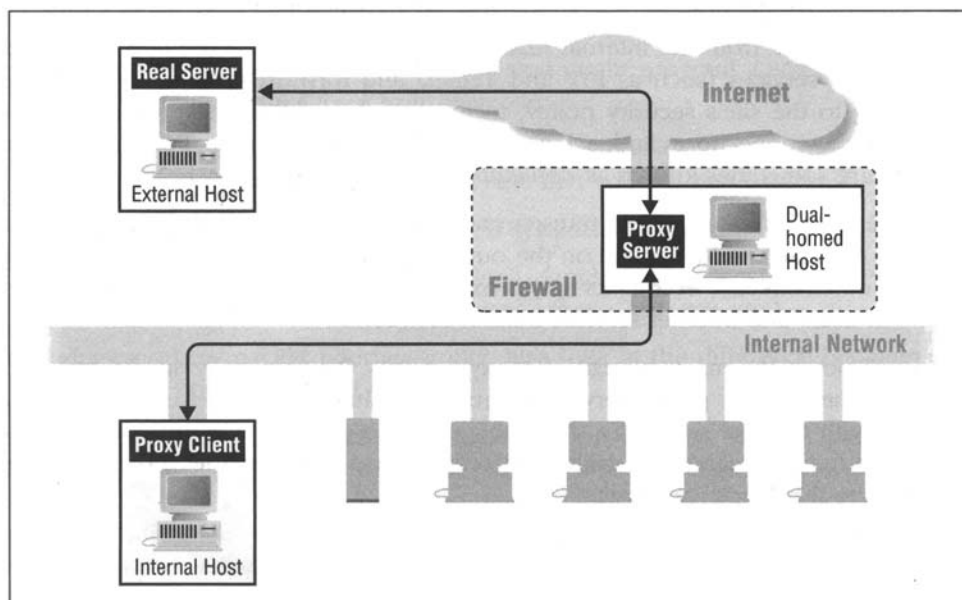 Real Server
External Host
Internet
Proxy
Server
Dual-
homed
Host
Firewall
Internal Network
Proxy Client
Internal Host